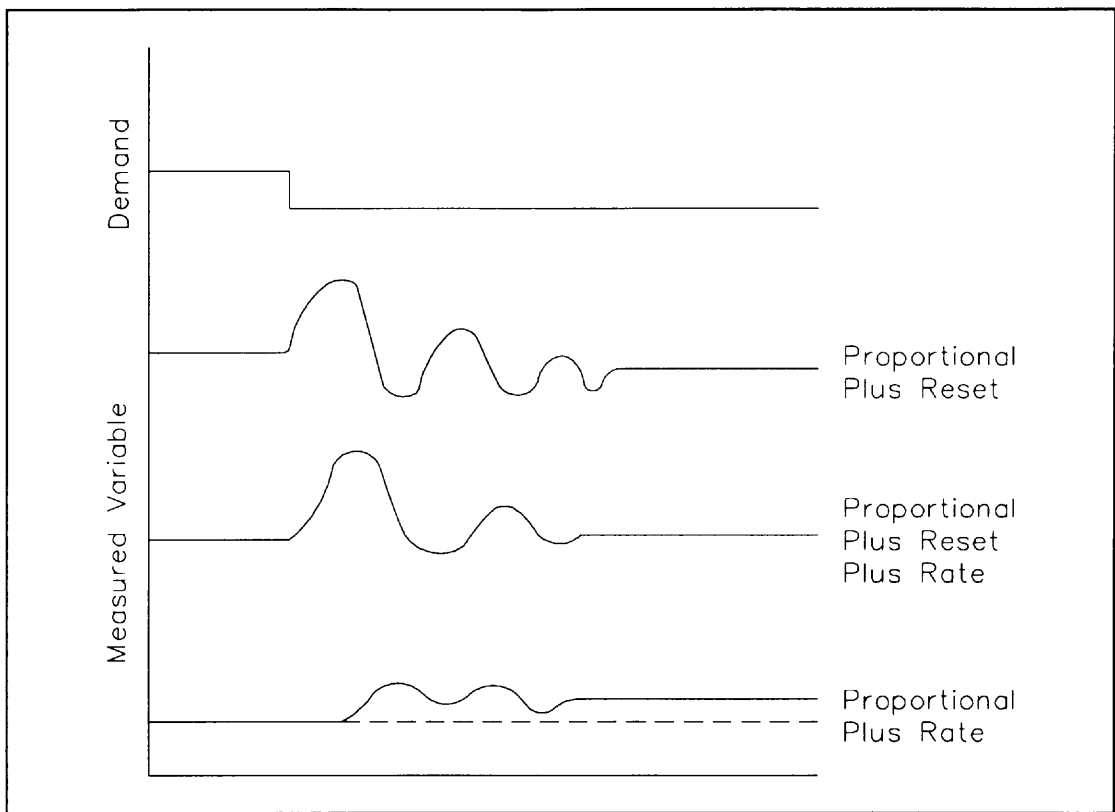 Demand
Proportional
Plus Reset
Measured Variable
Proportional
Plus Reset
Plus Rate
Proportional
Plus Rate